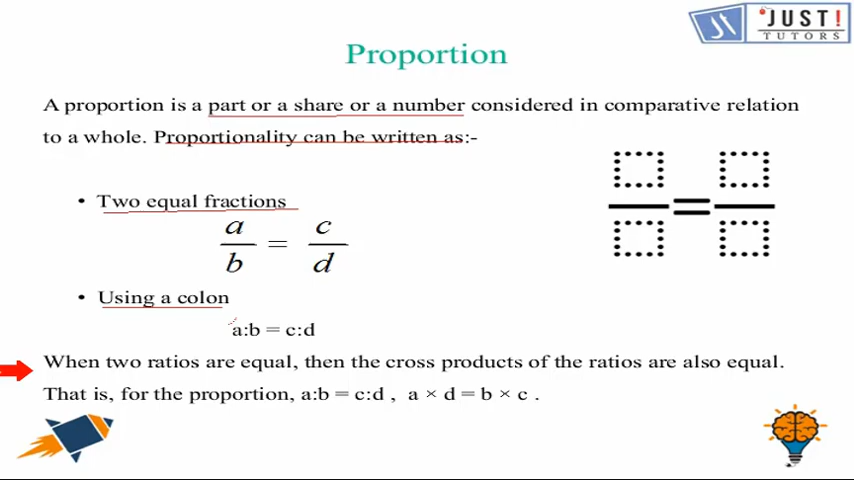 JUST!
TUTORS
Proportion
A proportion is a part or a share or a number considered in comparative relation
to a whole. Proportionality can be written as:-
• Two equal fractions
a/b = c/d
• Using a colon
a:b = c:d
When two ratios are equal, then the cross products of the ratios are also equal.
That is, for the proportion, a:b = c:d , a × d = b × c .